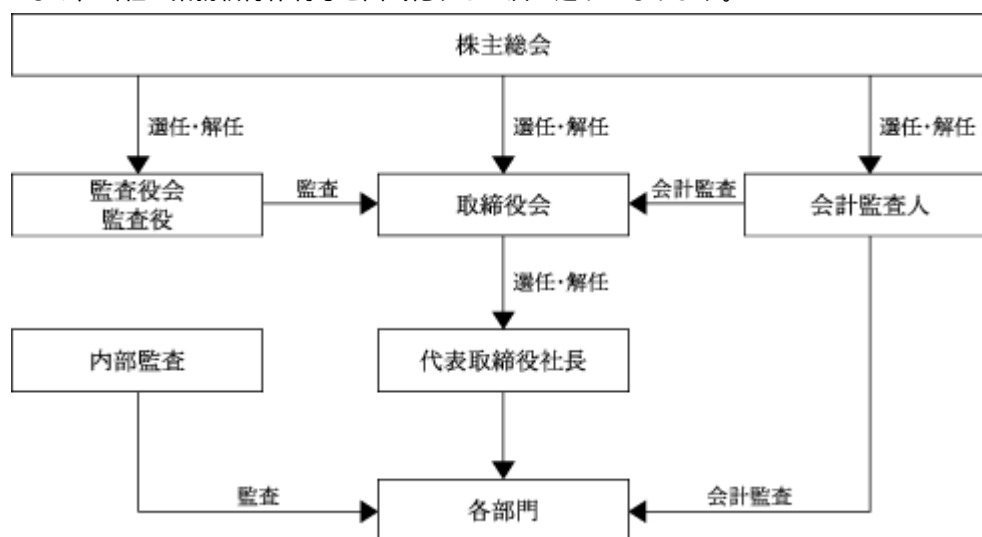 株主総会
選任・解任
選任・解任
選任・解任
監査役会
監査役
監査
取締役会
会計監査
会計監査人
選任・解任
内部監査
代表取締役社長
監査
各部門
会計監査